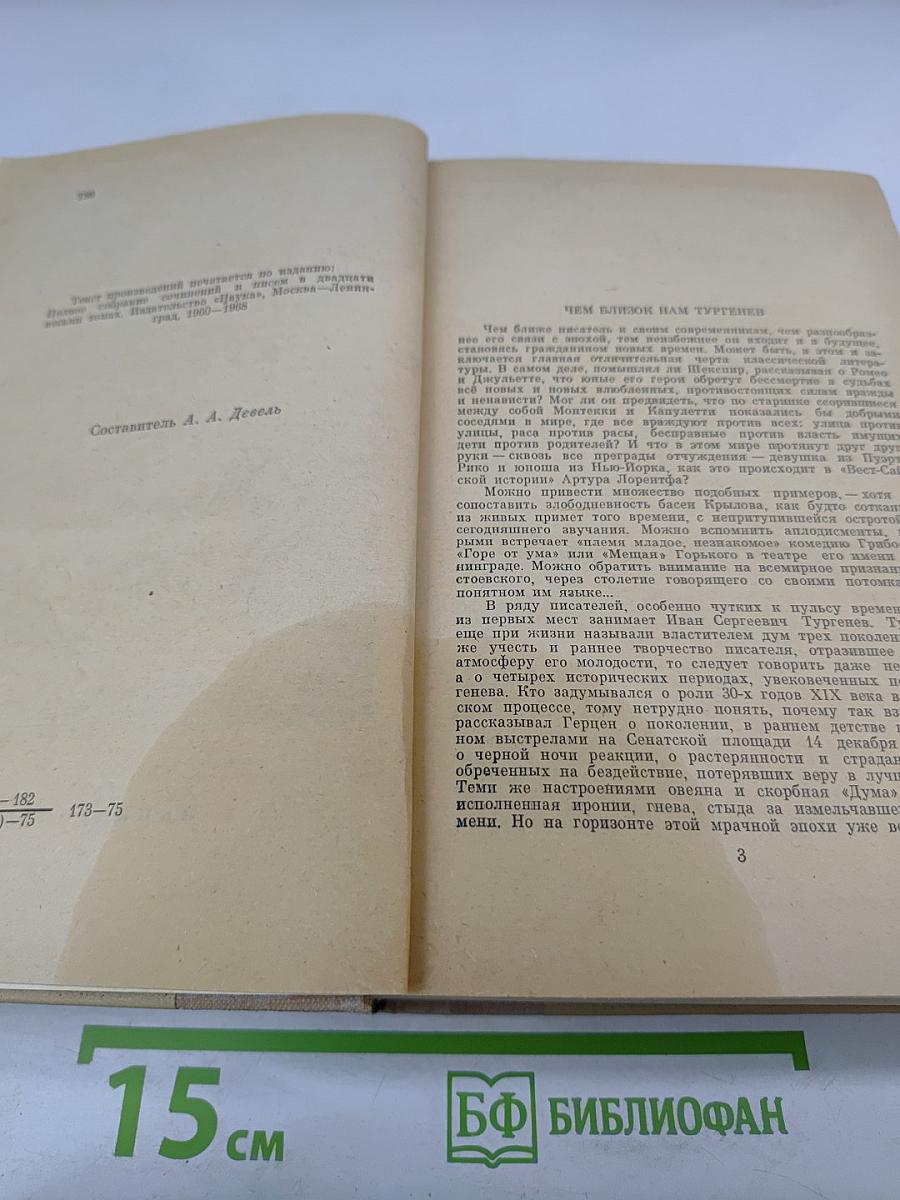 Текст произведений печатается по изданию:
Полное собрание сочинений и писем в двадцати
восьми томах. Издательство «Наука», Москва—Ленин-
град, 1960—1968
Составитель А. А. Девель
— 182
)—75
173—75
ЧЕМ БЛИЗОК НАМ ТУРГЕНЕВ
Чем ближе писатель к своим современникам, чем разнообраз-
нее его связи с эпохой, тем неизбежнее он входит и в будущее,
становясь гражданином новых времен. Может быть, в этом и за-
ключается главная отличительная черта классической литера-
туры. В самом деле, помышлял ли Шекспир, рассказывая о Ромео
и Джульетте, что юные его герои обретут бессмертие в судьбах
всё новых и новых влюбленных, противостоящих силам вражды
и ненависти? Мог ли он предвидеть, что по старинке ссорившиеся
между собой Монтекки и Капулетти показались бы добрыми
соседями в мире, где все враждуют против всех: улица против
улицы, раса против расы, бесправные против власть имущих,
дети против родителей? И что в этом мире протянут друг другу
руки — сквозь все преграды отчуждения — девушка из Пуэрто-
Рико и юноша из Нью-Йорка, как это происходит в «Вест-Сай
ской истории» Артура Лорентфа?
Можно привести множество подобных примеров, — хотя
сопоставить злободневность басен Крылова, как будто соткан
из живых примет того времени, с непритупившейся остротой
сегодняшнего звучания. Можно вспомнить аплодисменты,
рыми встречает «племя младое, незнакомое» комедию Грибо
«Горе от ума» или «Мещан» Горького в театре его имени
нинграде. Можно обратить внимание на всемирное признан
стоевского, через столетие говорящего со своими потомка
понятном им языке...
В ряду писателей, особенно чутких к пульсу времен
из первых мест занимает Иван Сергеевич Тургенев. Ту
еще при жизни называли властителем дум трех поколен
же учесть и раннее творчество писателя, отразившее
атмосферу его молодости, то следует говорить даже не
а о четырех исторических периодах, увековеченных пе
генева. Кто задумывался о роли 30-х годов XIX века в
ском процессе, тому нетрудно понять, почему так вз
рассказывал Герцен о поколении, в раннем детстве
ном выстрелами на Сенатской площади 14 декабря
о черной ночи реакции, о растерянности и страдан
обреченных на бездействие, потерявших веру в лучш
Теми же настроениями овеяна и скорбная «Дума»
исполненная иронии, гнева, стыда за измельчавше
мени. Но на горизонте этой мрачной эпохи уже во
3
15 см
БФ БИБЛИОФАН